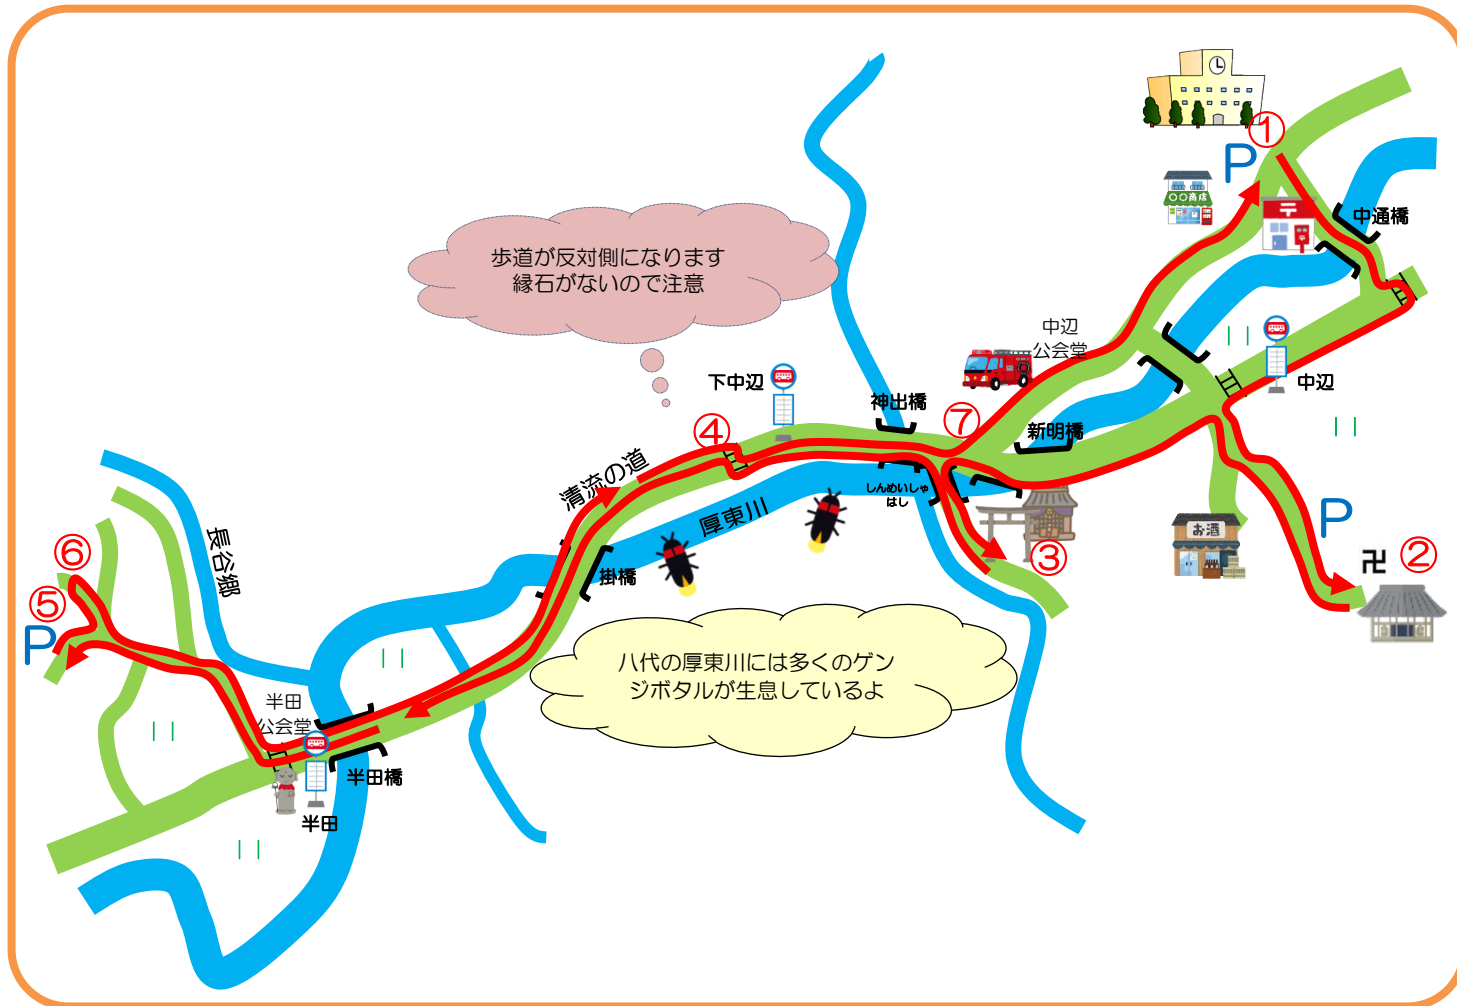 ①
P
〇〇商店
〒
中通橋
歩道が反対側になります
縁石がないので注意
中辺
公会堂
中辺
下中辺
神出橋
④
⑦
新明橋
清流の道
しんめいしゃ
はし
厚東川
③
お酒
P
卍
②
長谷郷
掛橋
⑥
⑤
P
八代の厚東川には多くのゲン
ジボタルが生息しているよ
半田
公会堂
半田橋
半田